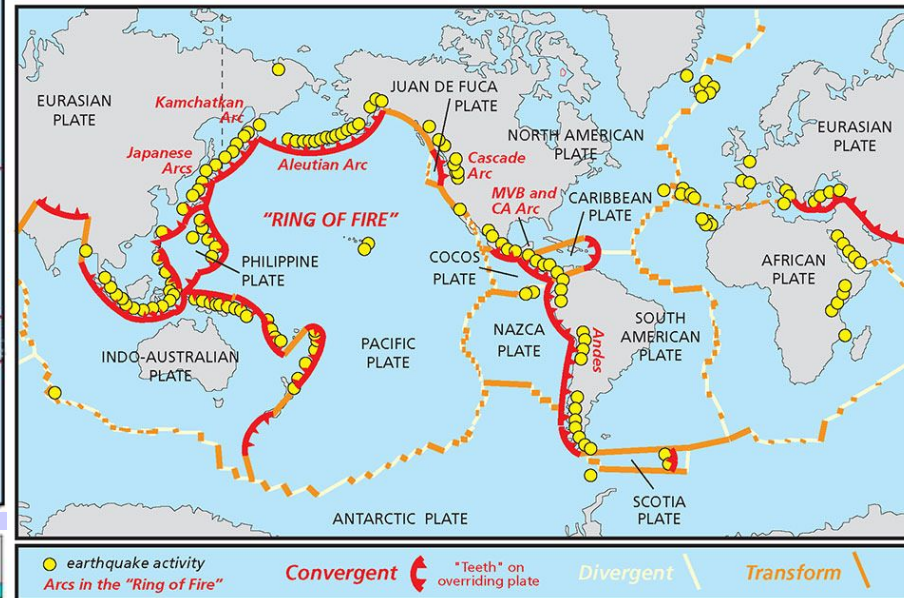 EURASIAN
PLATE
Kamchatkan
Arc
Japanese
Arcs
Aleutian Arc
JUAN DE FUCA
PLATE
NORTH AMERICAN
PLATE
Cascade
Arc
MVB and
CA Arc
CARIBBEAN
PLATE
EURASIAN
PLATE
"RING OF FIRE"
PHILIPPINE
PLATE
COCOS
PLATE
AFRICAN
PLATE
INDO-AUSTRALIAN
PLATE
PACIFIC
PLATE
NAZCA
PLATE
Andes
SOUTH
AMERICAN
PLATE
SCOTIA
PLATE
ANTARCTIC PLATE
earthquake activity
Arcs in the "Ring of Fire"
Convergent
"Teeth" on
overriding plate
Divergent
Transform